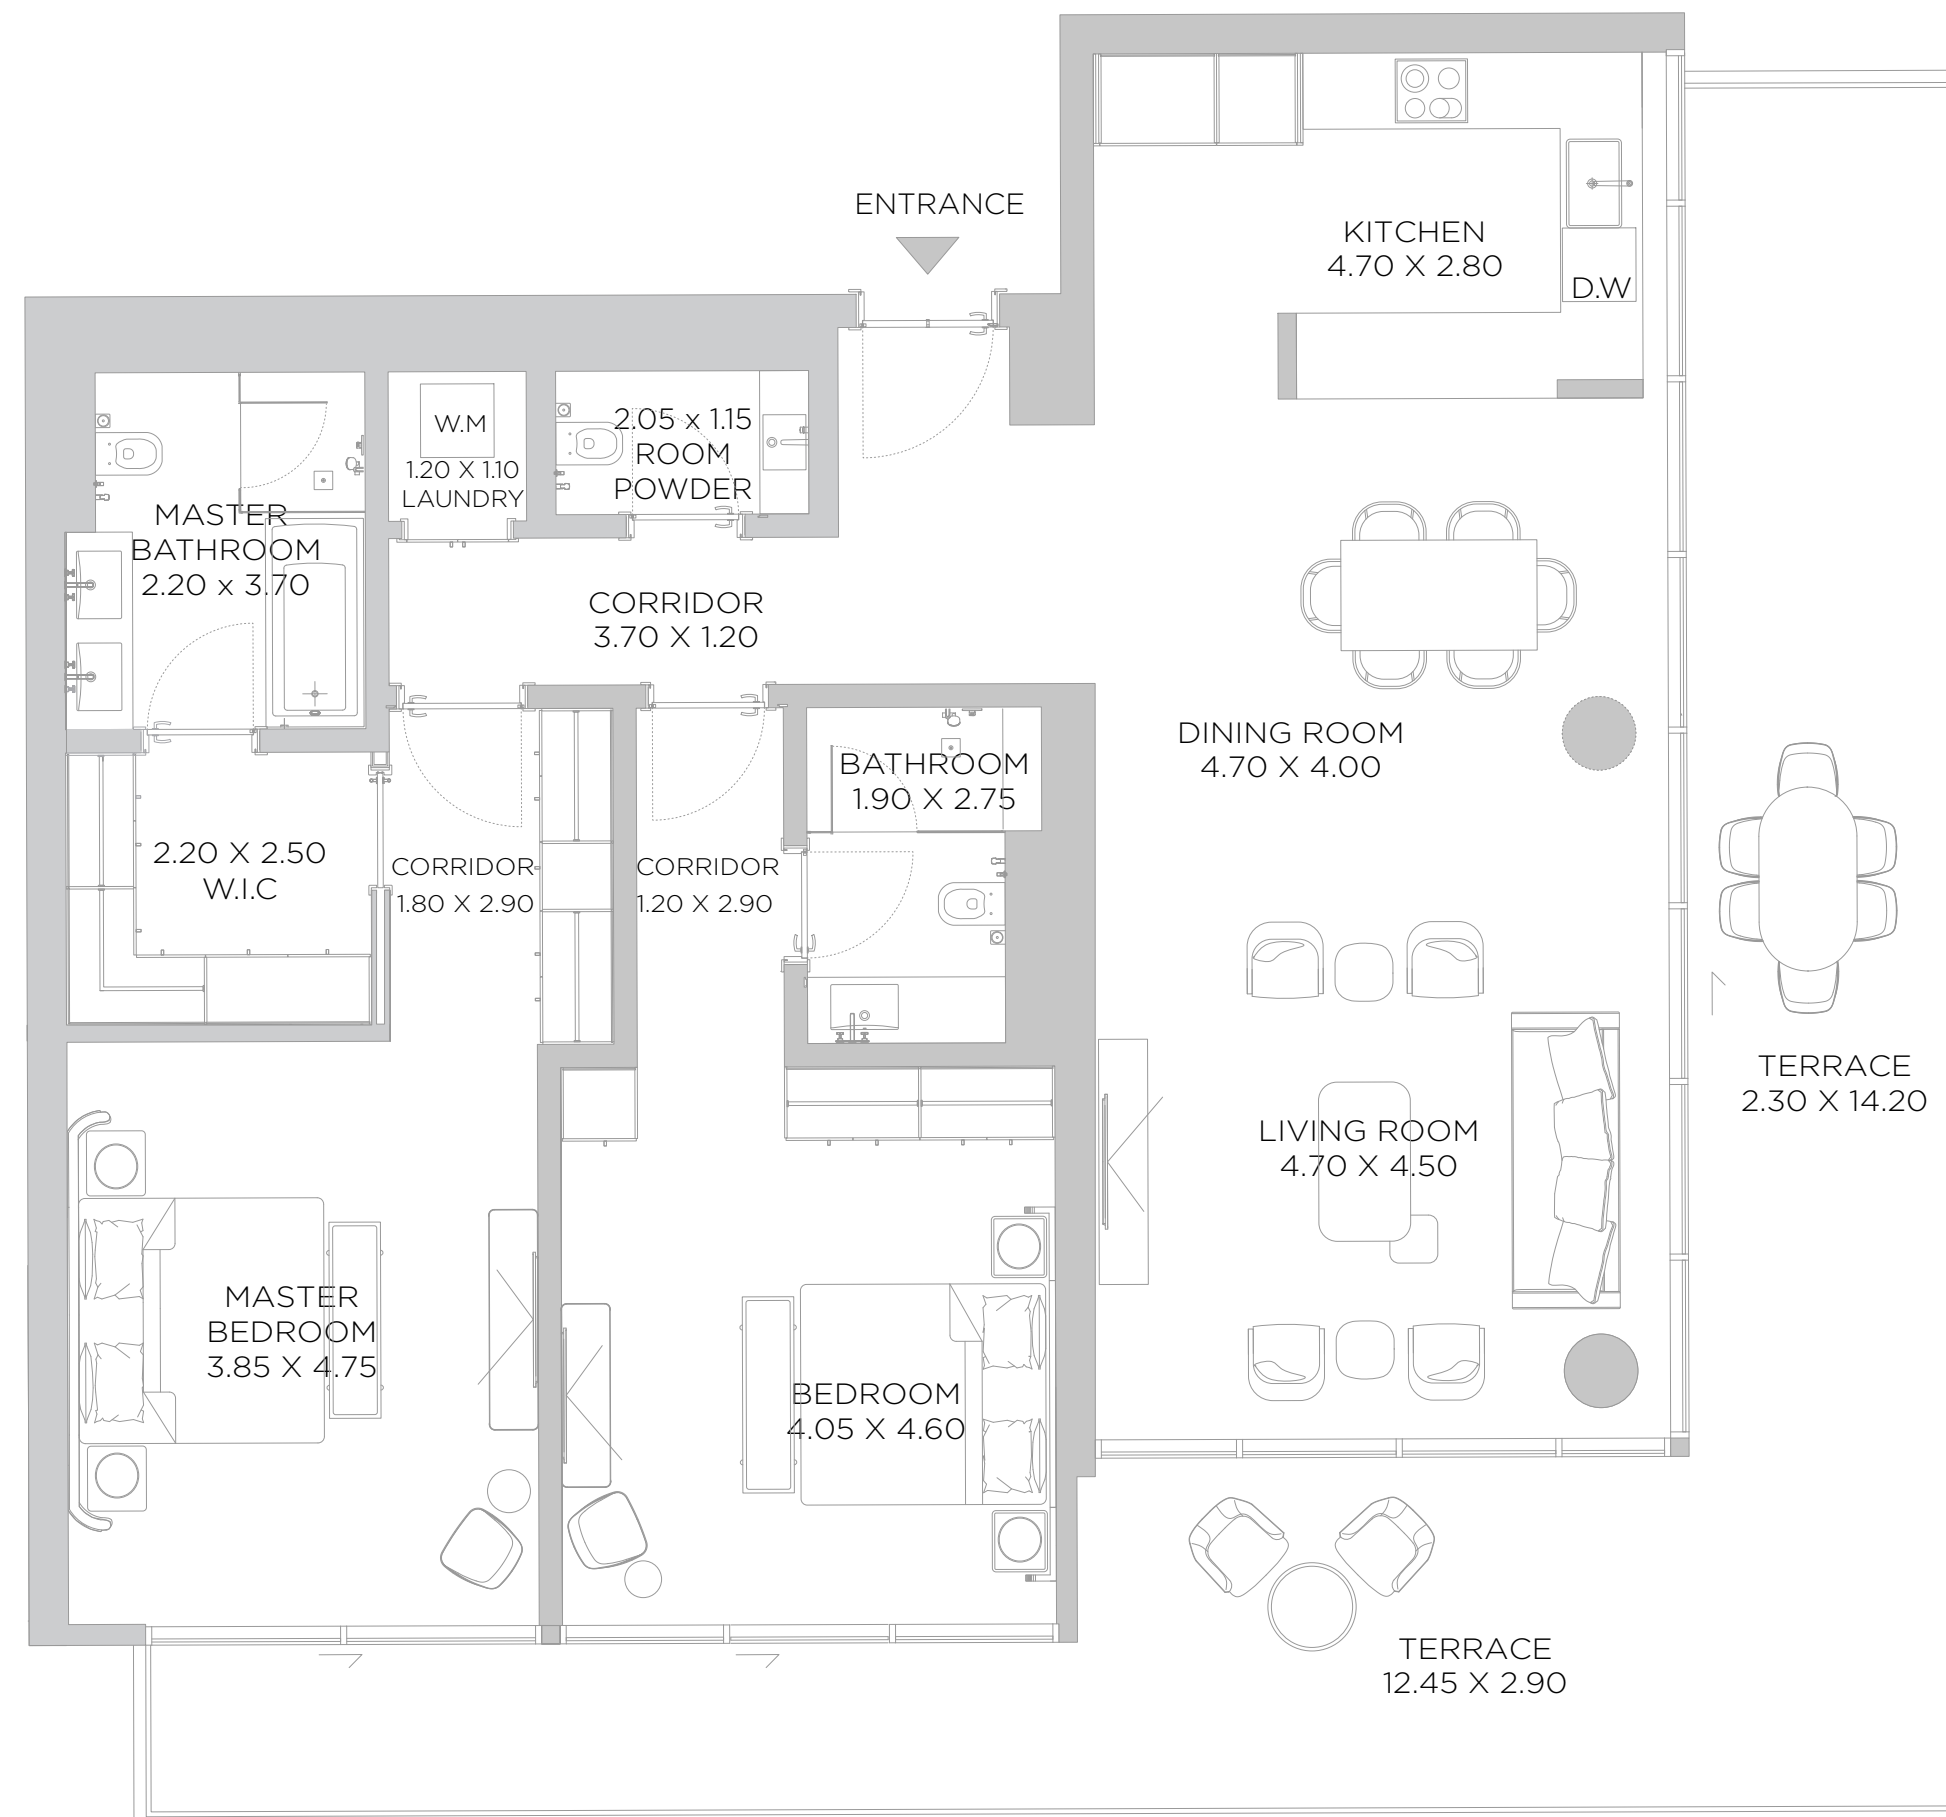 ENTRANCE
KITCHEN
4.70 X 2.80
D.W
W.M
1.20 X 1.10
LAUNDRY
2.05 x 1.15
ROOM
POWDER
MASTER
BATHROOM
2.20 x 3.70
CORRIDOR
3.70 X 1.20
DINING ROOM
4.70 X 4.00
BATHROOM
1.90 X 2.75
2.20 X 2.50
W.I.C
CORRIDOR
1.80 X 2.90
CORRIDOR
1.20 X 2.90
TERRACE
2.30 X 14.20
LIVING ROOM
4.70 X 4.50
MASTER
BEDROOM
3.85 X 4.75
BEDROOM
4.05 X 4.60
TERRACE
12.45 X 2.90